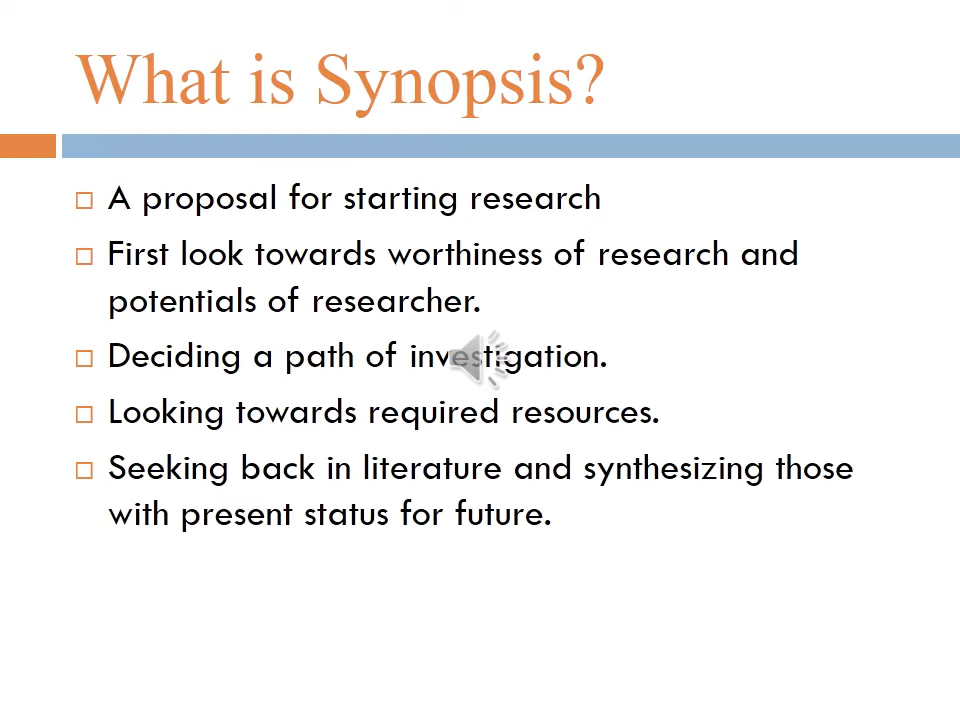 What is Synopsis?
A proposal for starting research
First look towards worthiness of research and
potentials of researcher.
Deciding a path of investigation.
Looking towards required resources.
Seeking back in literature and synthesizing those
with present status for future.